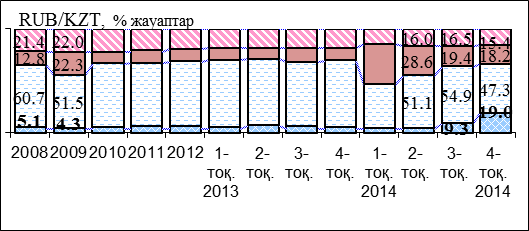 RUB/KZT, % жауаптар
21.4 22.0 16.0 16.5 15.4
12.8 22.3 28.6 19.4 18.2
60.7 51.5 51.1 54.9 47.3
5.1 4.3 9.3 19.0
2008 2009 2010 2011 2012 1- 2- 3- 4- 1- 2- 3- 4-
тоқ. тоқ. тоқ. тоқ. тоқ. тоқ. тоқ. тоқ.
2013 2014 2014